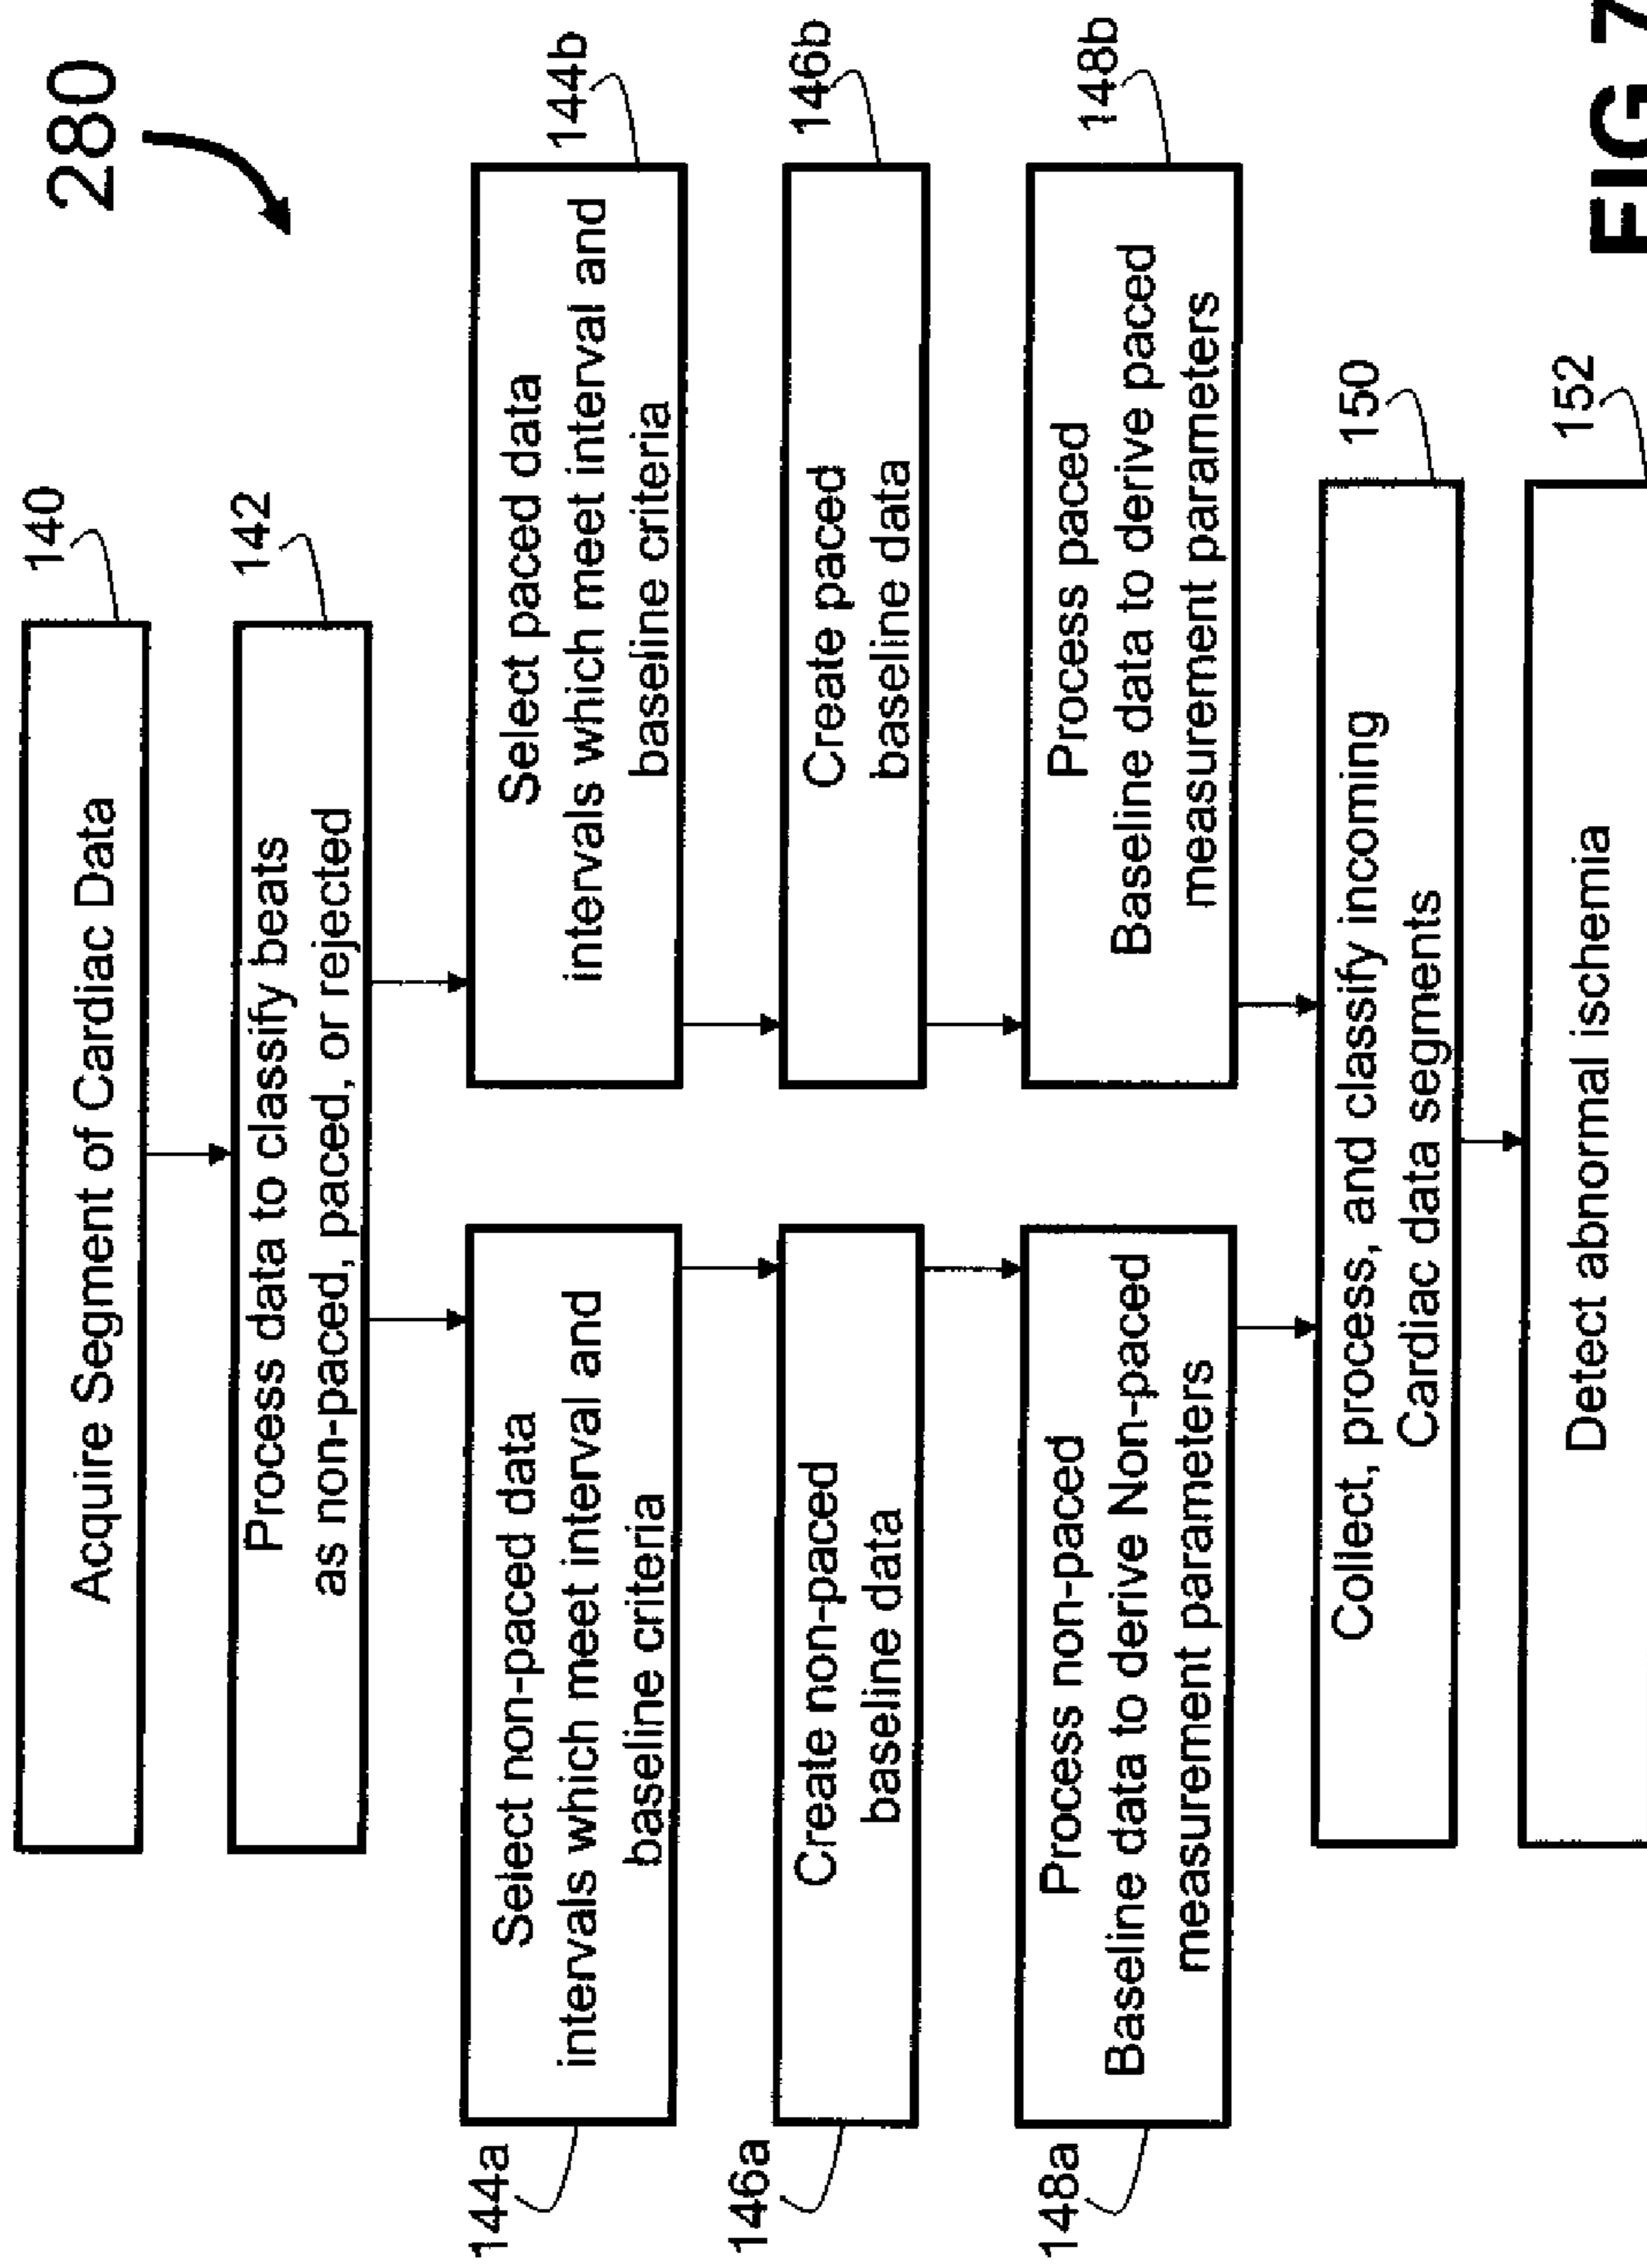 280
140
Acquire Segment of Cardiac Data
142
Process data to classify beats
as non-paced, paced, or rejected
144a
Select non-paced data
intervals which meet interval and
baseline criteria
144b
Select paced data
intervals which meet interval and
baseline criteria
146a
Create non-paced
baseline data
146b
Create paced
baseline data
148a
Process non-paced
Baseline data to derive Non-paced
measurement parameters
148b
Process paced
Baseline data to derive paced
measurement parameters
150
Collect, process, and classify incoming
Cardiac data segments
152
Detect abnormal ischemia
FIG 7